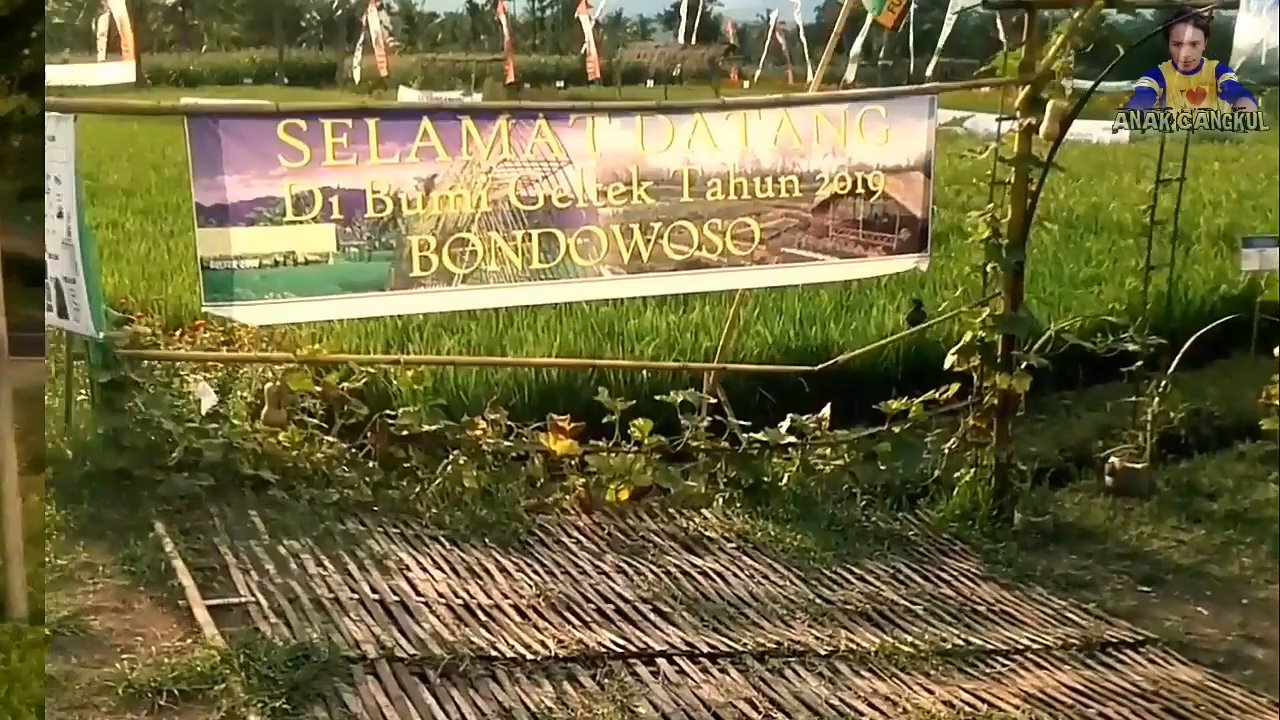 SELAMAT DATANG
Di Bumi Geltek Tahun 2019
BONDOWOSO
ANAK CANGKUL